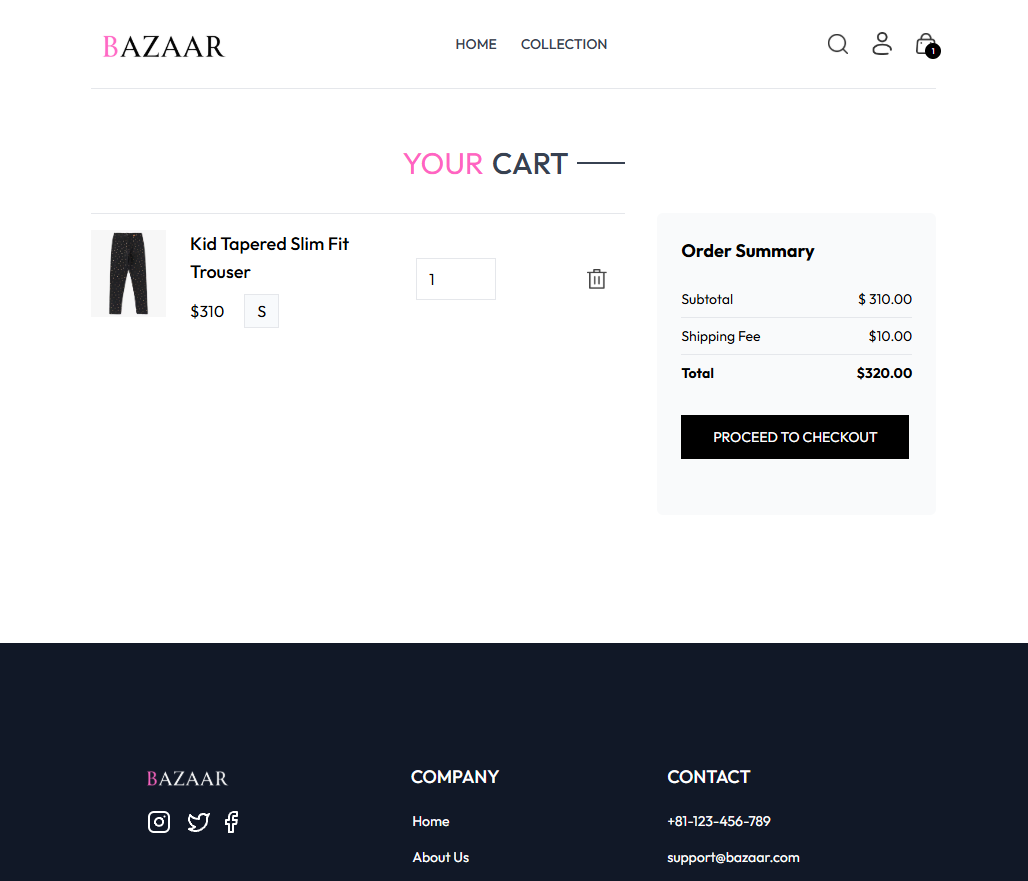 BAZAAR
HOME COLLECTION
1
YOUR CART
Kid Tapered Slim Fit
Trouser
$310 S
1
Order Summary
Subtotal $ 310.00
Shipping Fee $10.00
Total $320.00
PROCEED TO CHECKOUT
BAZAAR
COMPANY
Home
About Us
CONTACT
+81-123-456-789
support@bazaar.com